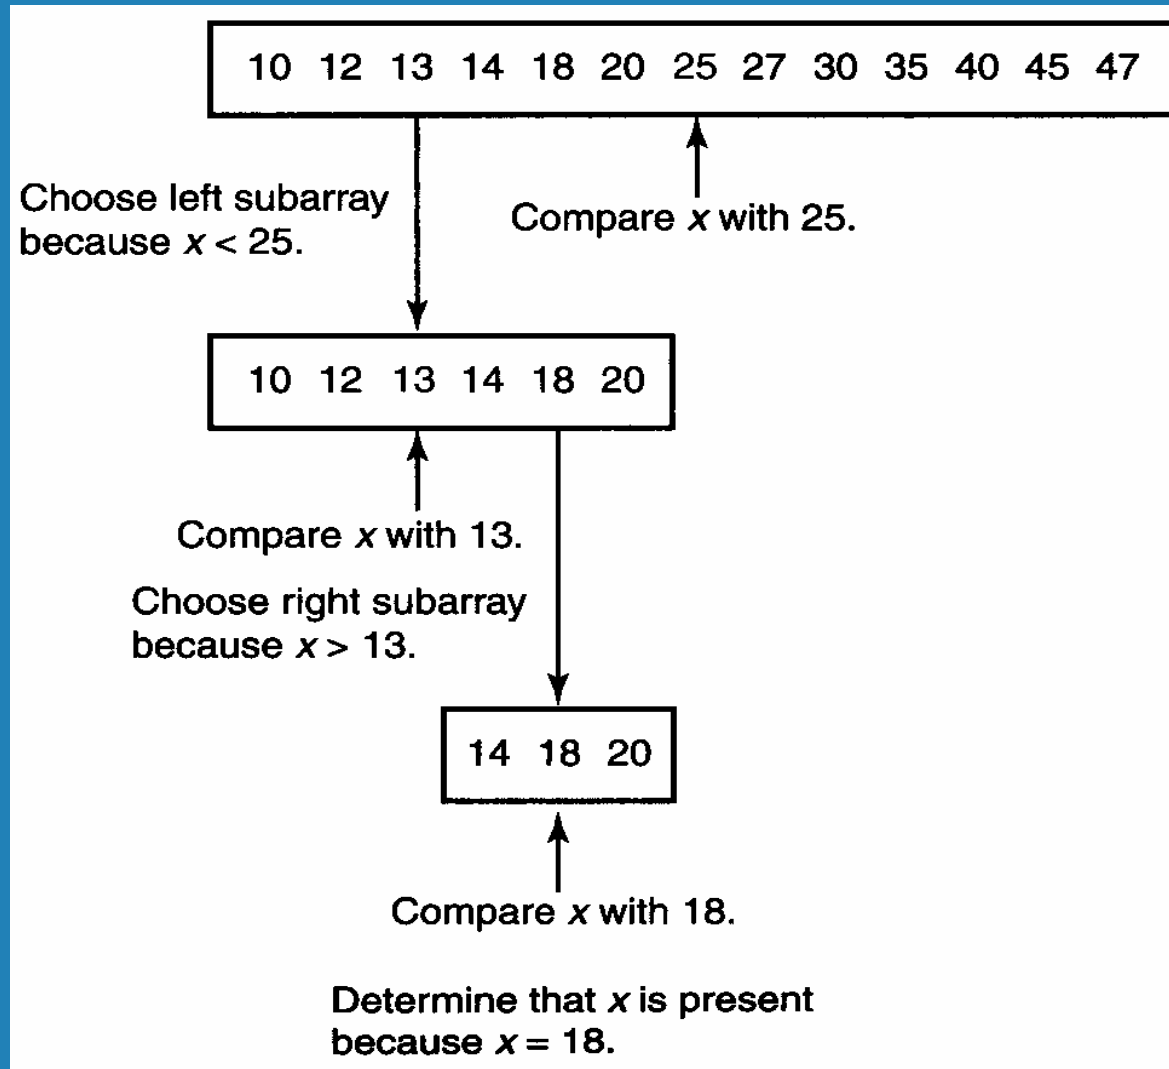 10 12 13 14 18 20 25 27 30 35 40 45 47
Choose left subarray
because x < 25.
Compare x with 25.
10 12 13 14 18 20
Compare x with 13.
Choose right subarray
because x > 13.
14 18 20
Compare x with 18.
Determine that x is present
because x = 18.